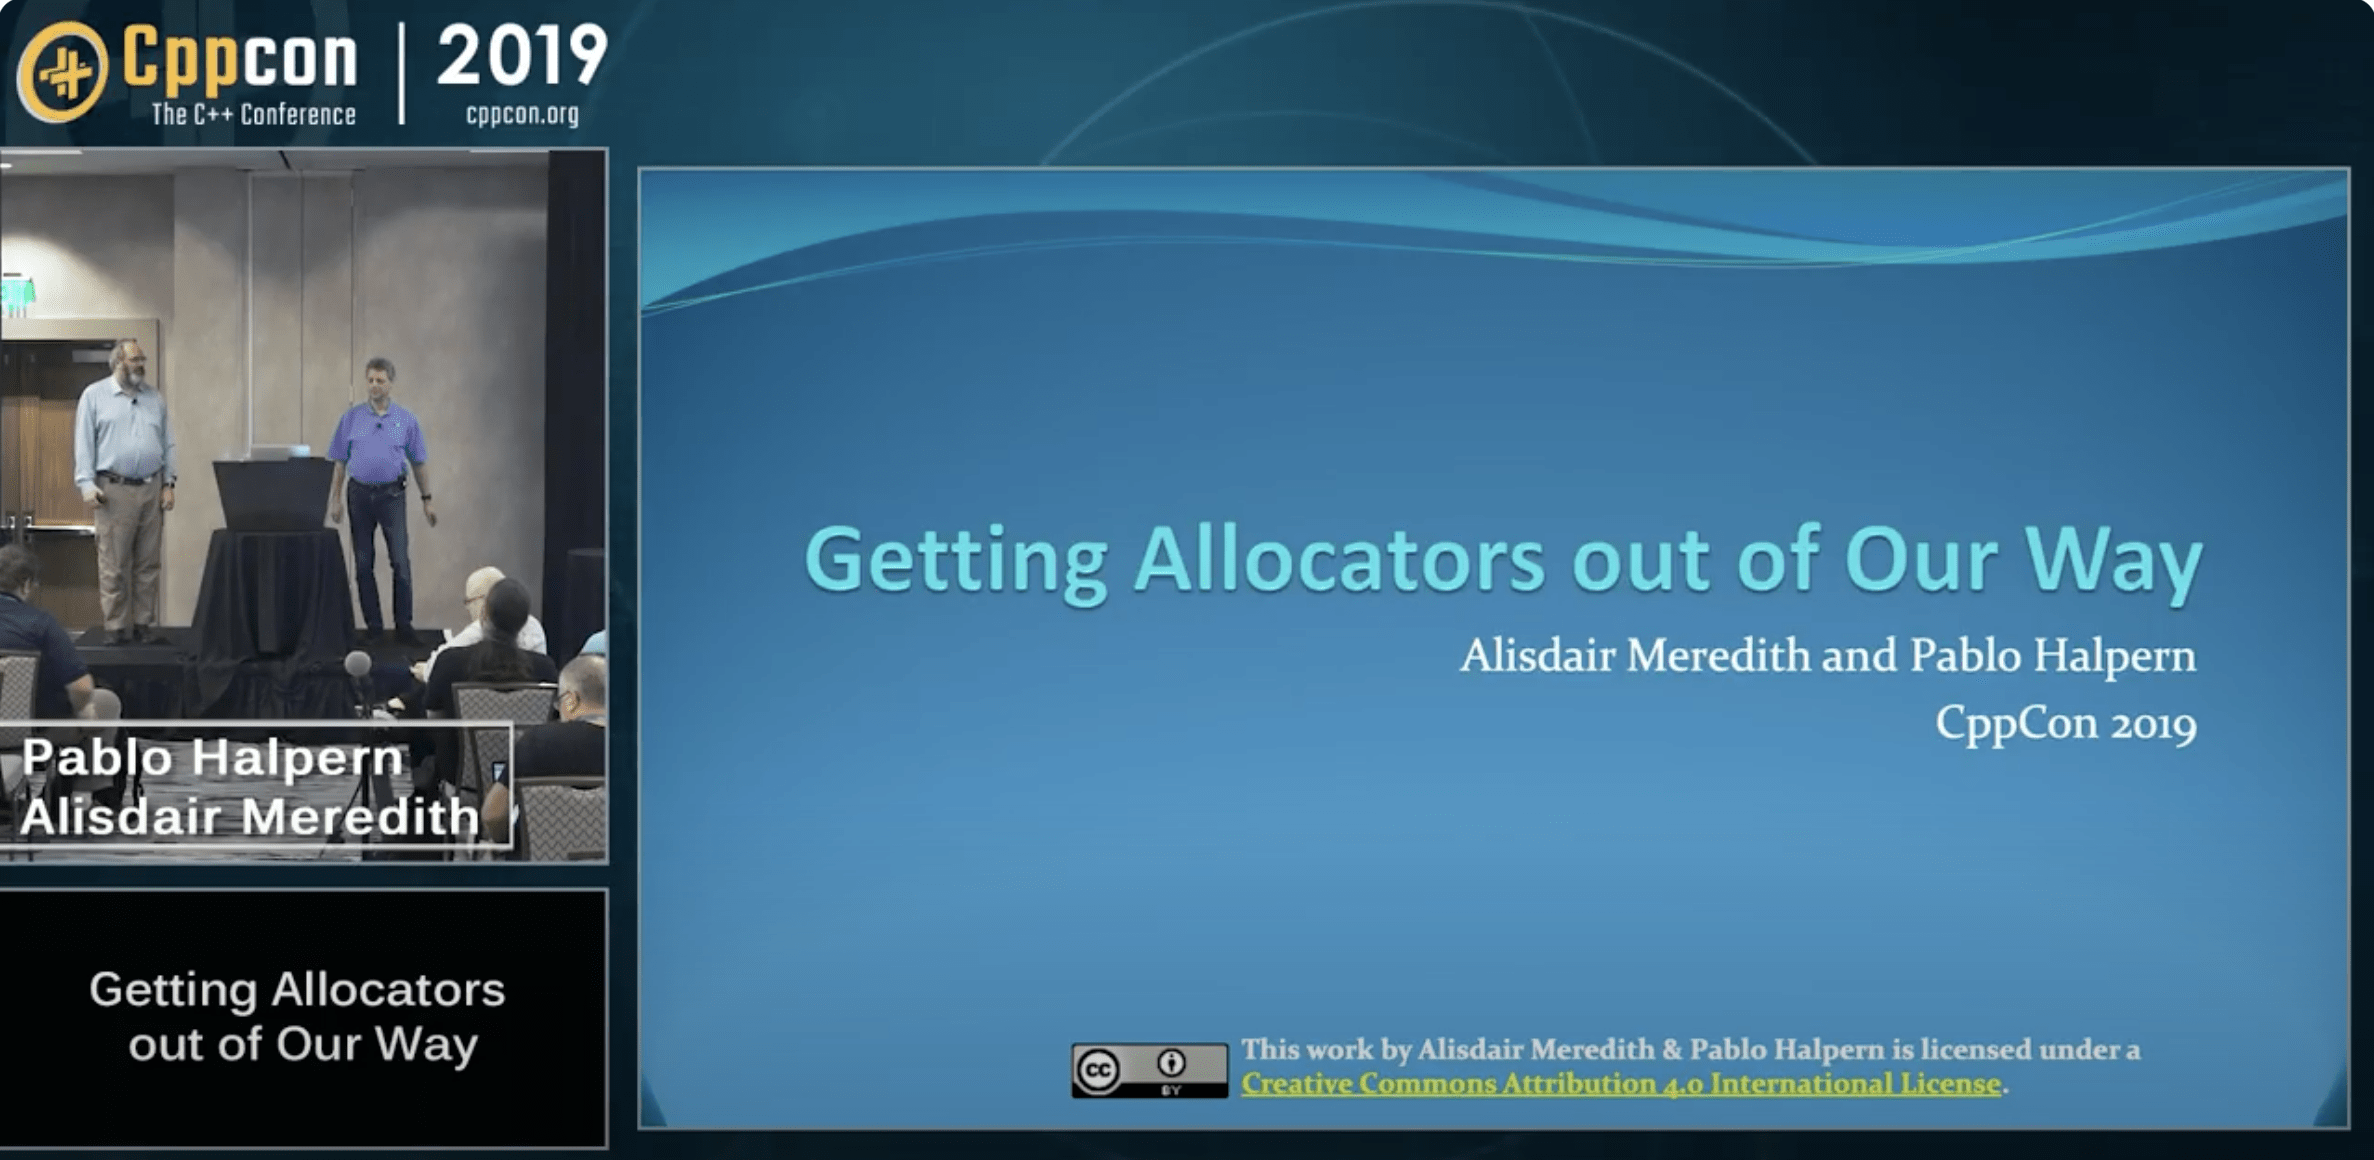 Cppcon
The C++ Conference
2019
cppcon.org
Pablo Halpern
Alisdair Meredith
Getting Allocators
out of Our Way
Getting Allocators out of Our Way
Alisdair Meredith and Pablo Halpern
CppCon 2019
cc
BY
This work by Alisdair Meredith & Pablo Halpern is licensed under a
Creative Commons Attribution 4.0 International License.